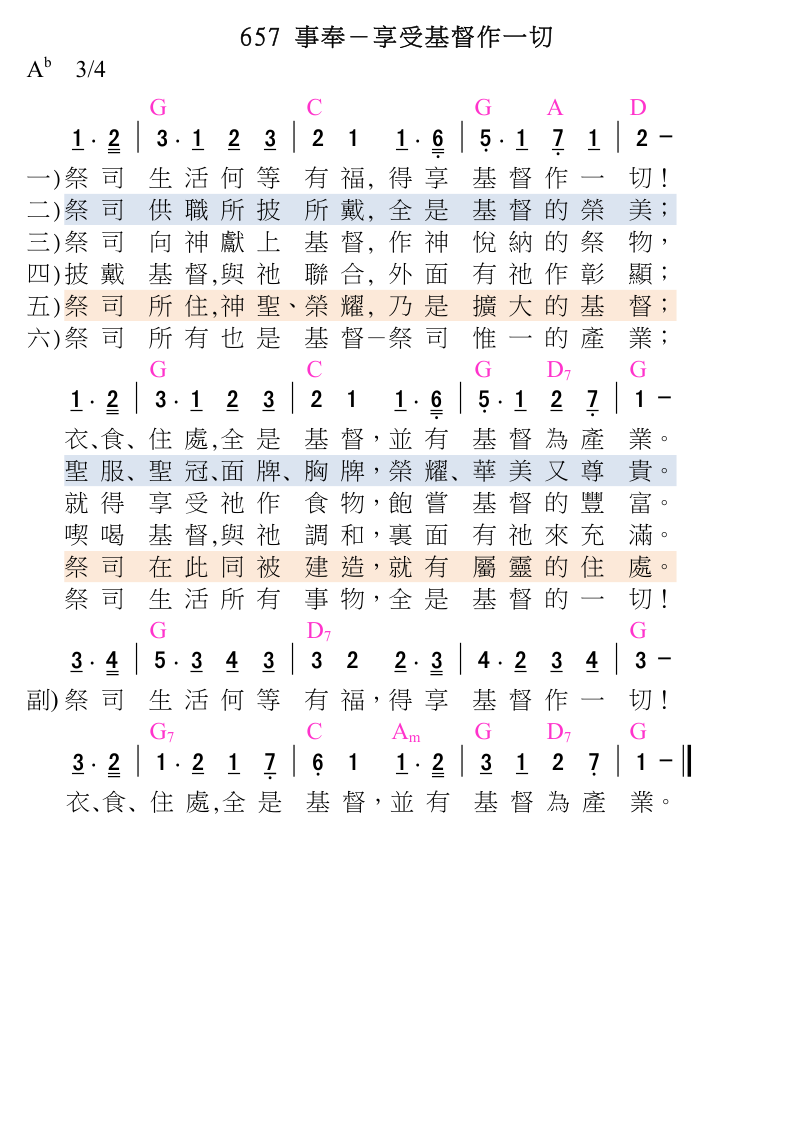 657 事奉－享受基督作一切
Ab 3/4
G C G A D
1 . 2 | 3 . 1 2 3 | 2 1 1 . 6 | 5 . 1 7 1 | 2 －
一)祭司 生活何等 有福, 得享 基督作一 切!
二)祭司 供職所披 所戴, 全是 基督的榮 美；
三)祭司 向神獻上 基督, 作神 悅納的祭 物，
四)披戴 基督,與祂 聯合, 外面 有祂作彰 顯；
五)祭司 所住,神聖、榮耀, 乃是 擴大的基 督；
六)祭司 所有也是 基督—祭司 惟一的產 業；
G C G D7 G
1 . 2 | 3 . 1 2 3 | 2 1 1 . 6 | 5 . 1 2 7 | 1 －
衣、食、住處,全是 基督，並有 基督為產 業。
聖服、聖冠、面牌、胸牌，榮耀、華美又尊 貴。
就得 享受祂作 食物，飽嘗 基督的豐 富。
喫喝 基督,與祂 調和，裏面 有祂來充 滿。
祭司 在此同被 建造，就有 屬靈的住 處。
祭司 生活所有 事物，全是 基督的一 切!
G D7 G
3 . 4 | 5 . 3 4 3 | 3 2 2 . 3 | 4 . 2 3 4 | 3 －
副)祭司 生活何等 有福，得享 基督作一 切!
G7 C Am G D7 G
3 . 2 | 1 . 2 1 7 | 6 1 1 . 2 | 3 1 2 7 | 1 －
衣、食、住處,全是 基督，並有 基督為產 業。